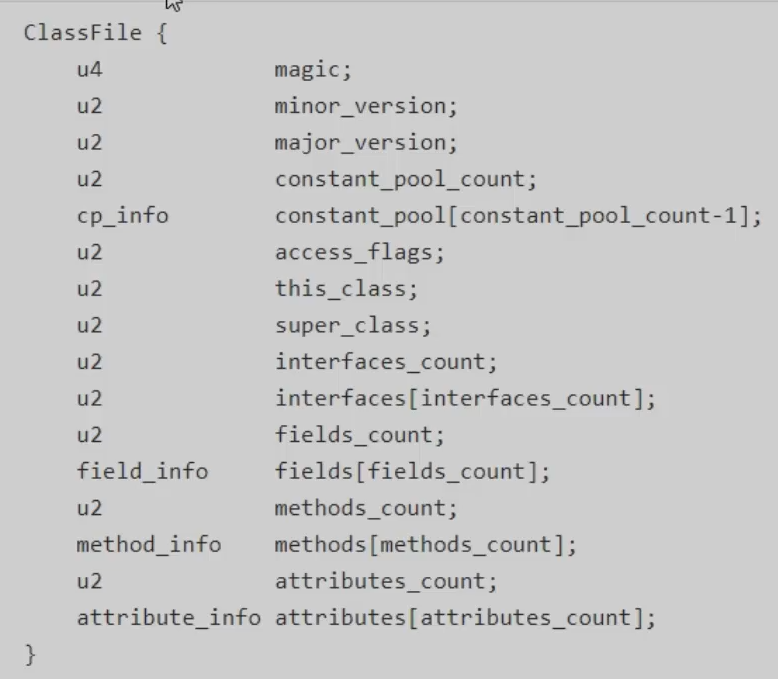 ClassFile {
    u4             magic;
    u2             minor_version;
    u2             major_version;
    u2             constant_pool_count;
    cp_info        constant_pool[constant_pool_count-1];
    u2             access_flags;
    u2             this_class;
    u2             super_class;
    u2             interfaces_count;
    u2             interfaces[interfaces_count];
    u2             fields_count;
    field_info     fields[fields_count];
    u2             methods_count;
    method_info    methods[methods_count];
    u2             attributes_count;
    attribute_info attributes[attributes_count];
}